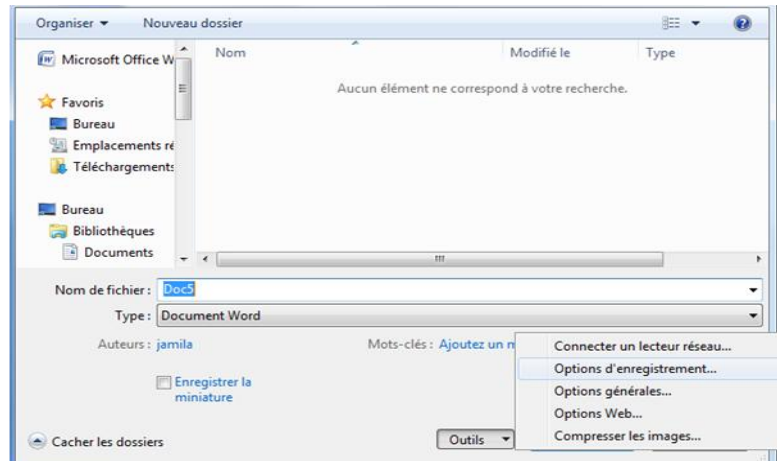 Organiser Nouveau dossier
Microsoft Office W
Nom Modifié le Type
Aucun élément ne correspond à votre recherche.
Favoris
Bureau
Emplacements ré
Téléchargements
Bureau
Bibliothèques
Documents
Nom de fichier : Doc5
Type : Document Word
Auteurs : jamila Mots-clés : Ajoutez un m
Enregistrer la
miniature
Connecter un lecteur réseau...
Options d'enregistrement...
Options générales...
Options Web...
Compresser les images...
Cacher les dossiers Outils